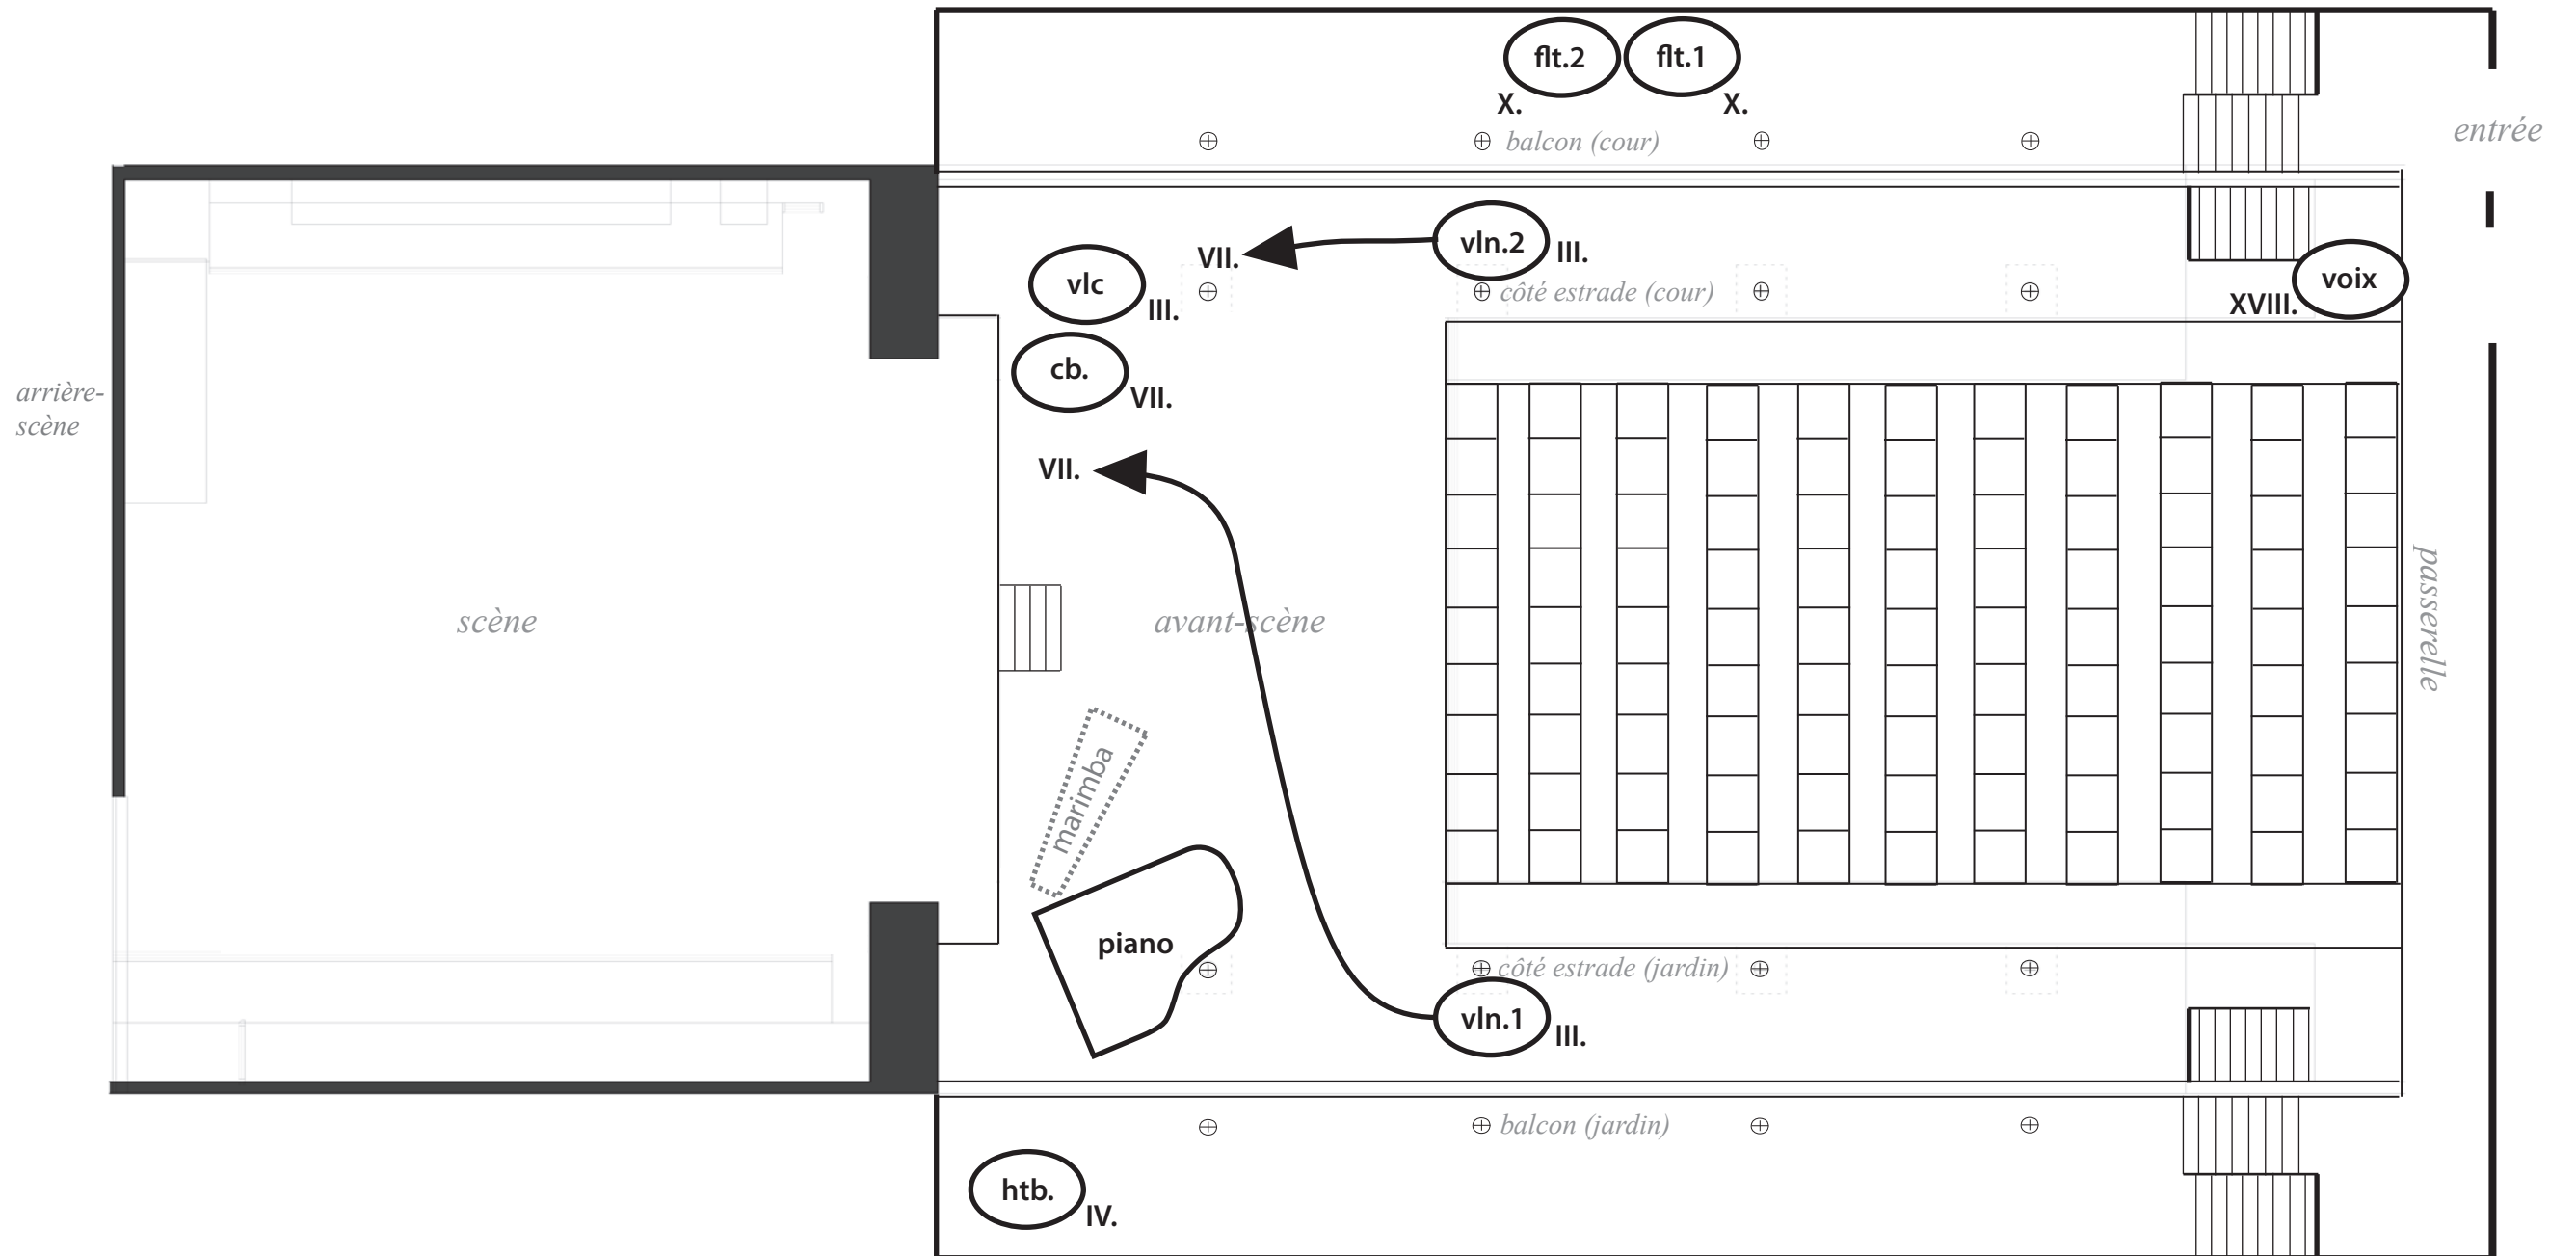 flt.2
flt.1
X.
X.
balcon (cour)
entrée
vln.2
III.
VII.
vlc
III.
voix
XVIII.
côté estrade (cour)
cb.
VII.
arrière-
scène
VII.
scène
avant-scène
passerelle
marimba
piano
côté estrade (jardin)
vln.1
III.
balcon (jardin)
htb.
IV.